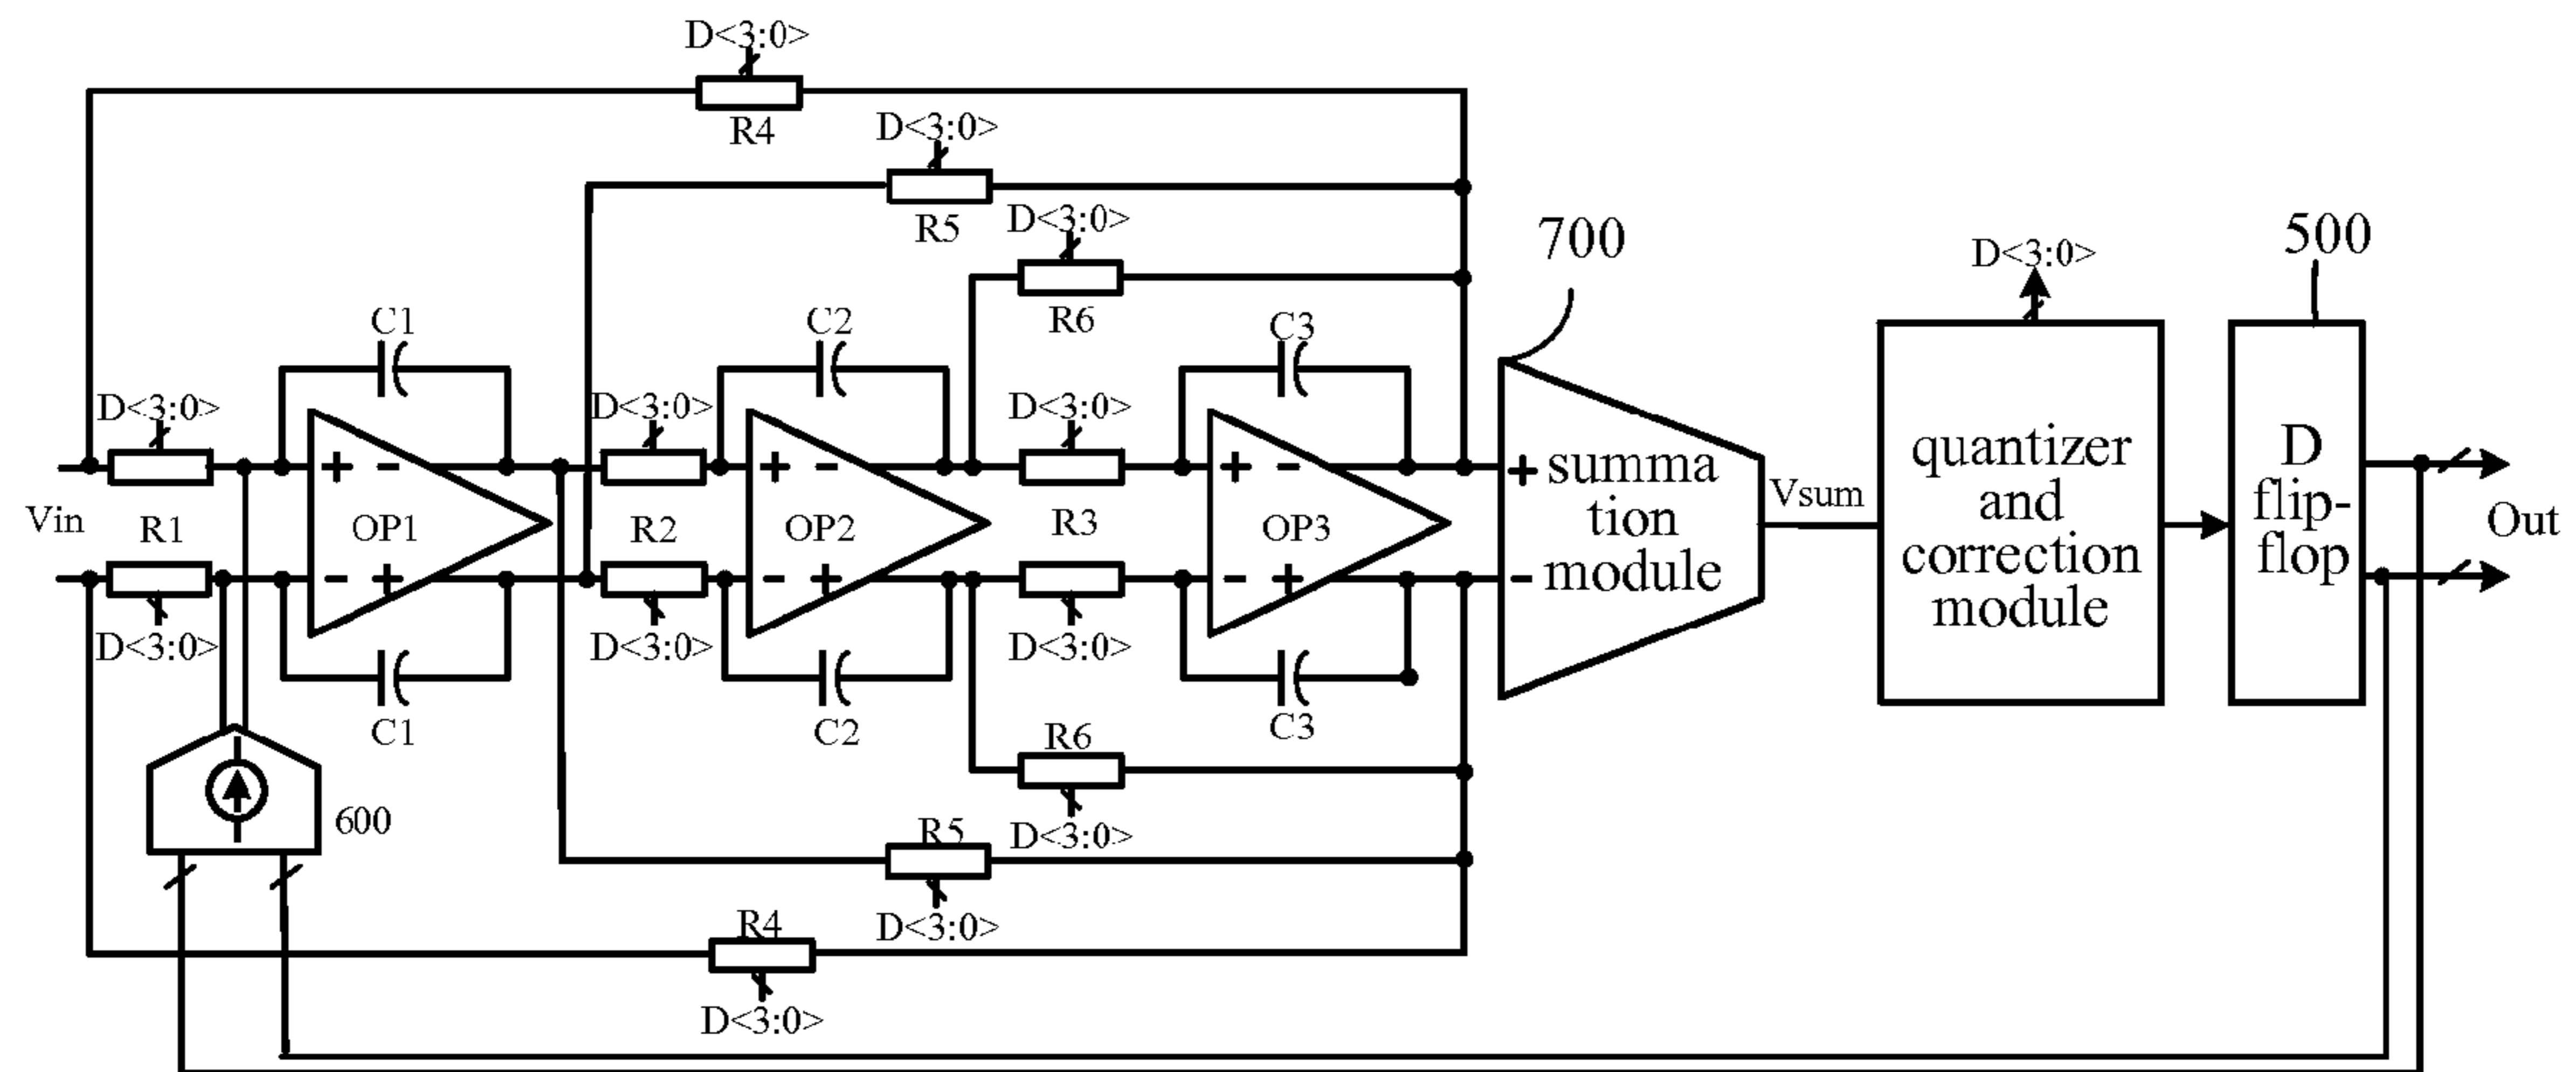 D<3:0>
R4
D<3:0>
R5
D<3:0>
R6
700
D<3:0>
500
C1
C2
C3
D<3:0>
D<3:0>
D<3:0>
+ -
+ -
+ -
+
Vin
R1
OP1
R2
OP2
R3
OP3
- +
- +
- +
-
summa
tion
module
Vsum
quantizer
and
correction
module
D
flip-
flop
Out
D<3:0>
D<3:0>
D<3:0>
C1
C2
C3
600
R6
D<3:0>
R5
D<3:0>
R4
D<3:0>